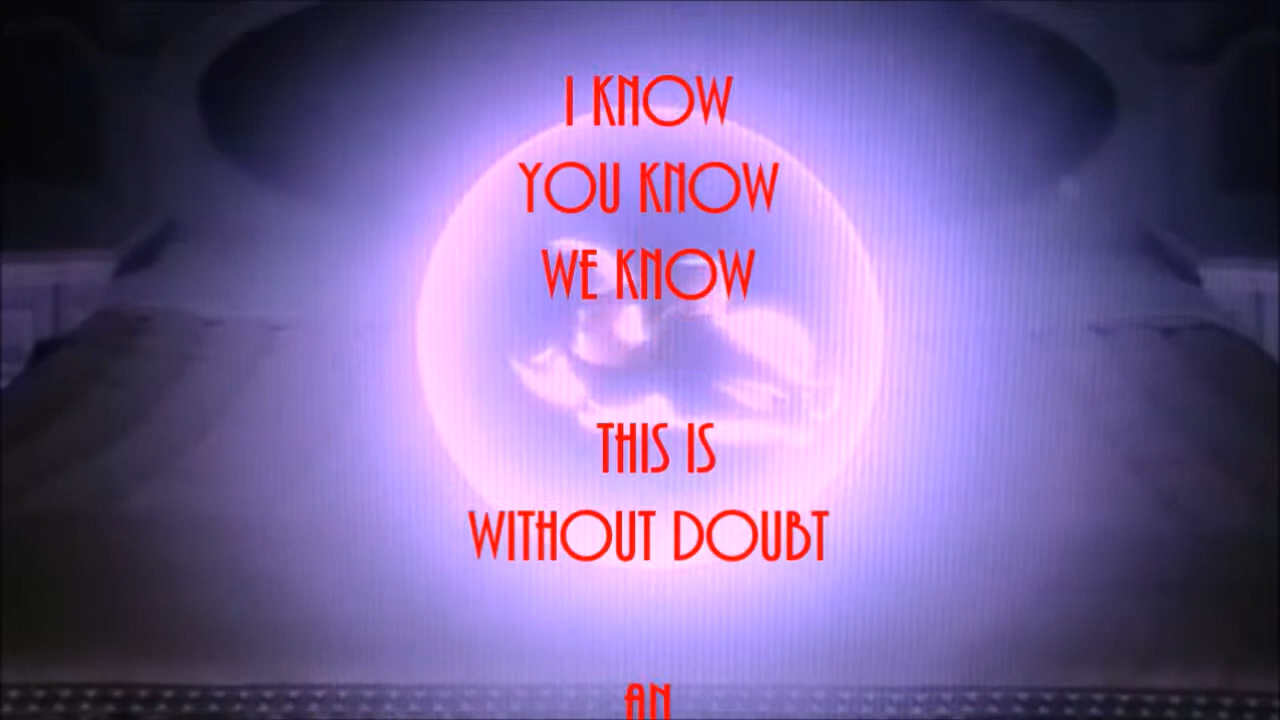 I KNOW
YOU KNOW
WE KNOW
THIS IS
WITHOUT DOUBT
AN